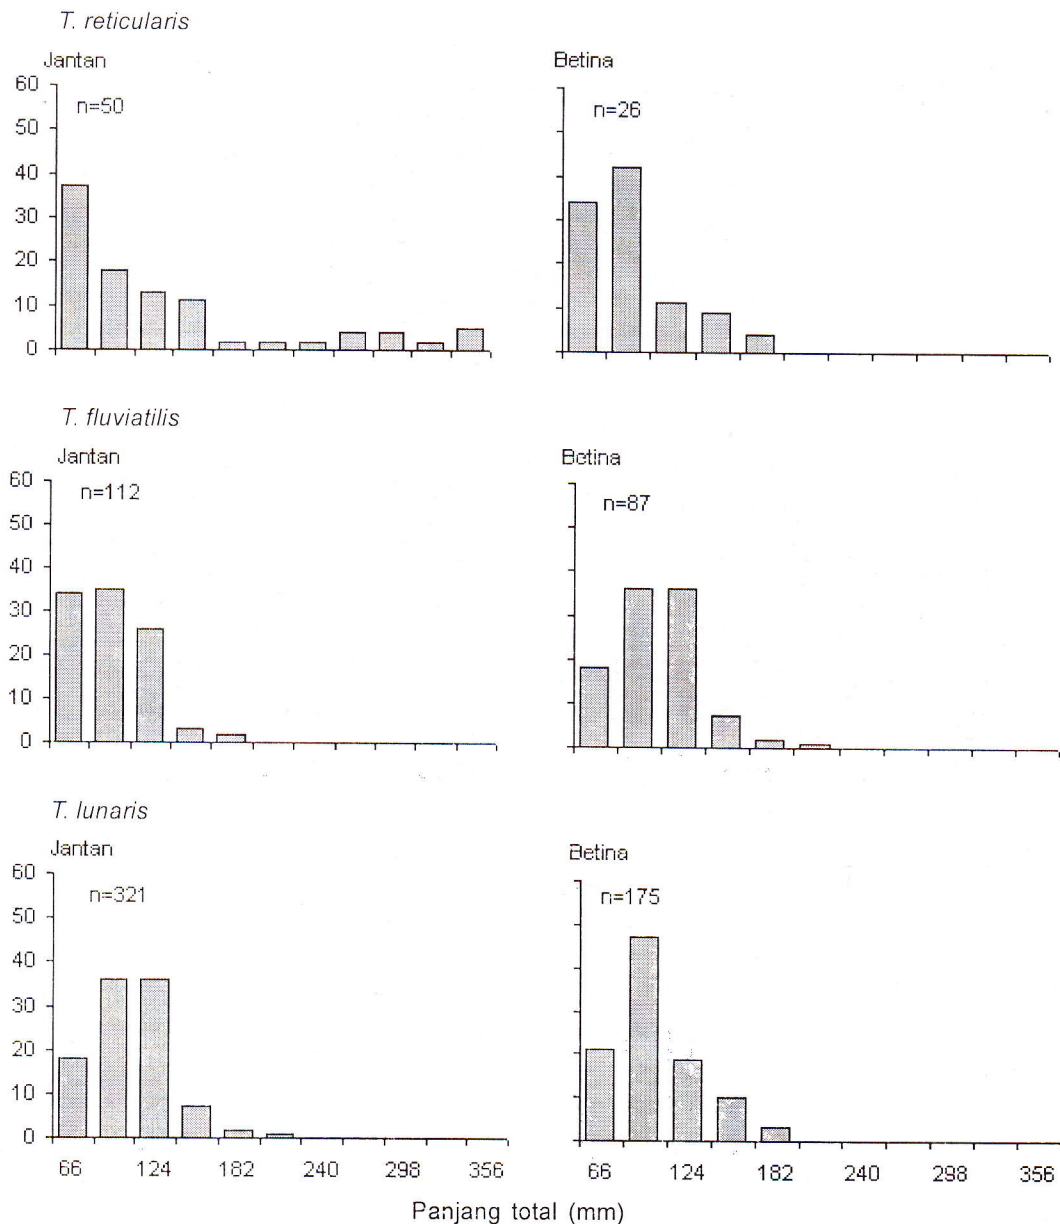 T. reticularis
Jantan
n=50
60
50
40
30
20
10
0
Betina
n=26
T. fluviatilis
Jantan
n=112
60
50
40
30
20
10
0
Betina
n=87
T. lunaris
Jantan
n=321
60
50
40
30
20
10
0
66 124 182 240 298 356
Betina
n=175
66 124 182 240 298 356
Panjang total (mm)